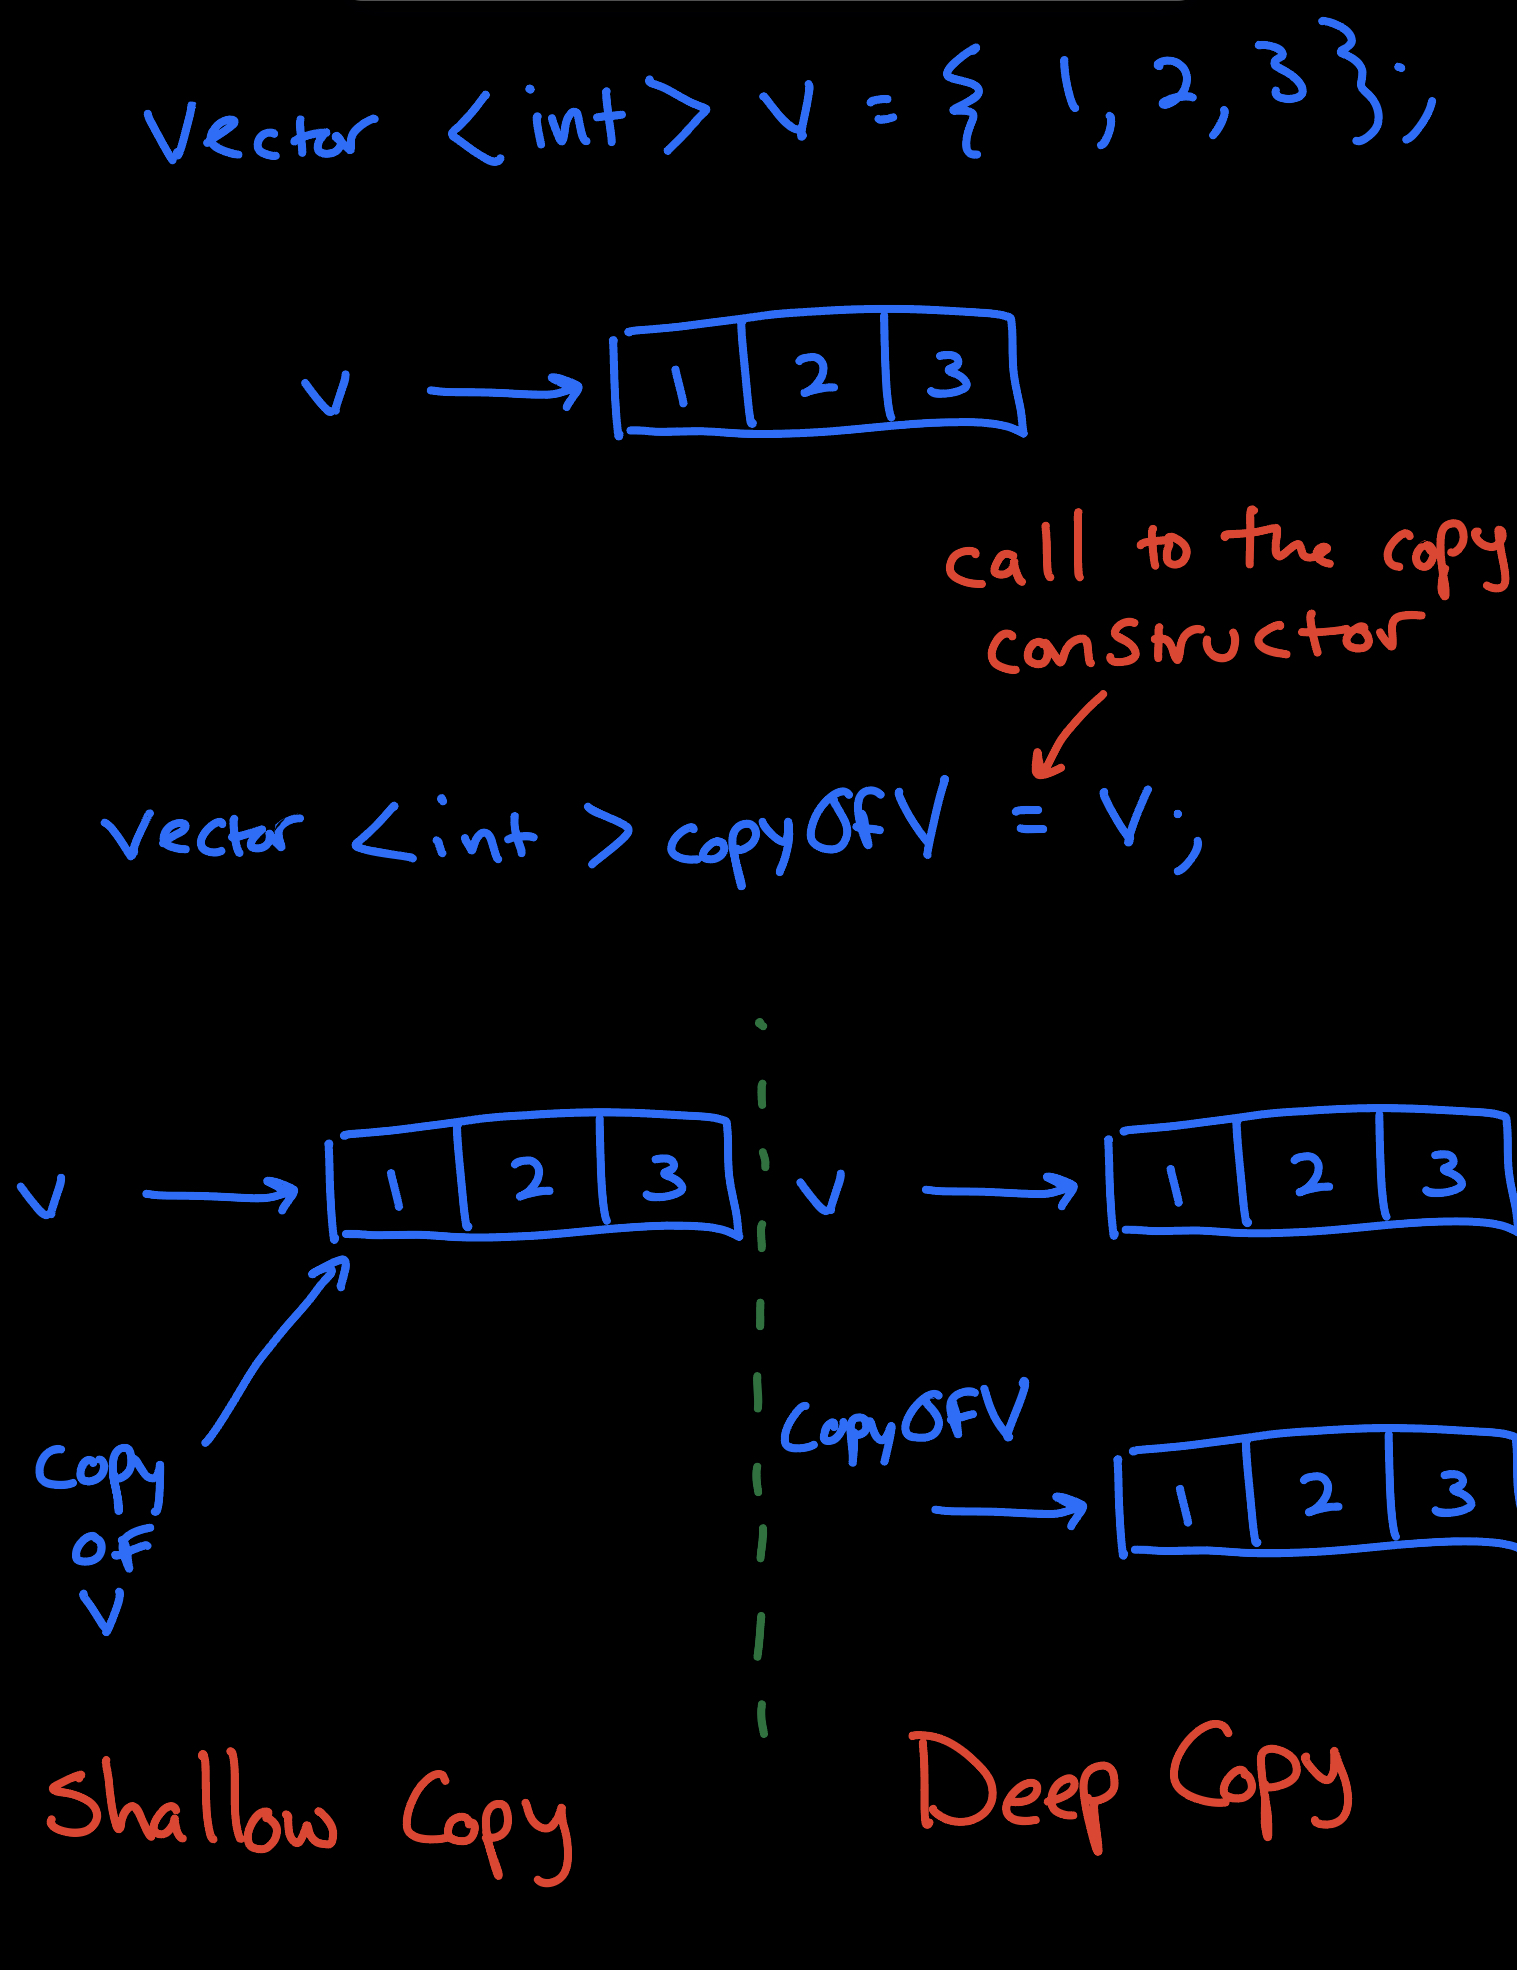 Vector <int> v = { 1, 2, 3};
v → 1 2 3
call to the copy
constructor
vector <int> copyOfV = v;
v → 1 2 3
v → 1 2 3
copy
of
v
CopyOfV
→ 1 2 3
Shallow Copy
Deep Copy